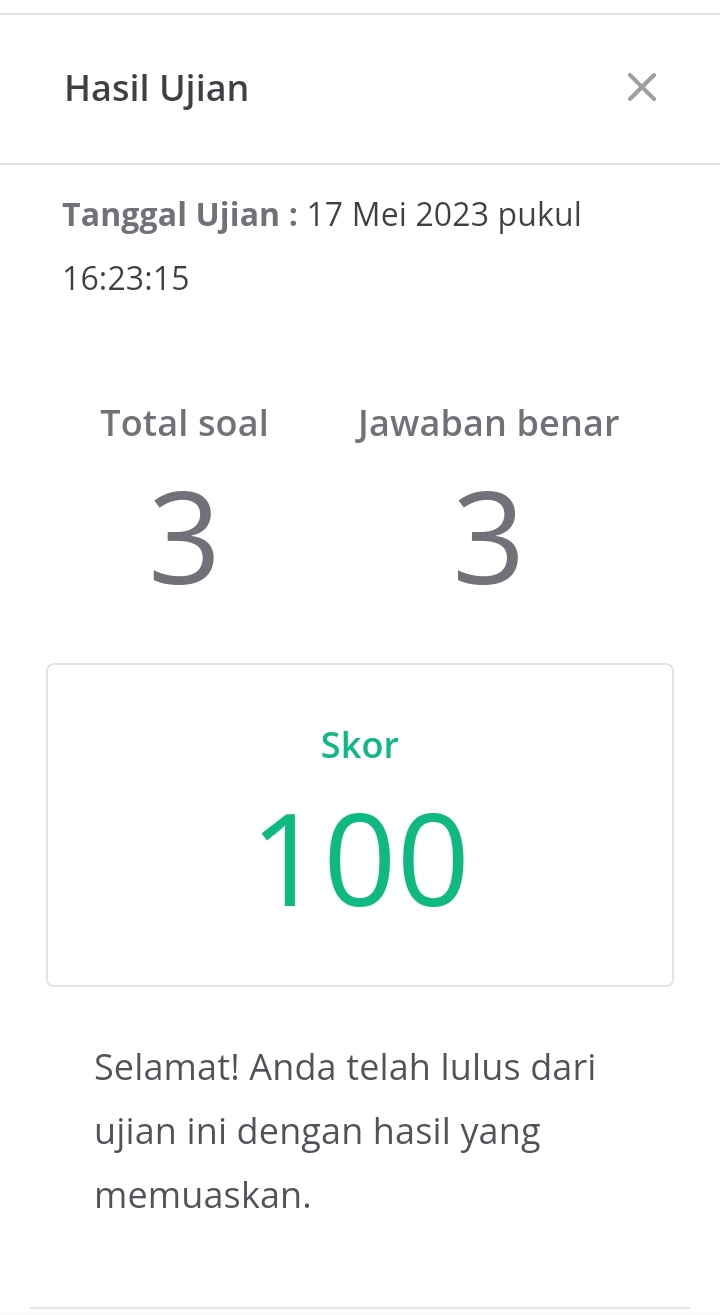 Hasil Ujian
Tanggal Ujian : 17 Mei 2023 pukul
16:23:15
Total soal
Jawaban benar
3
3
Skor
100
Selamat! Anda telah lulus dari
ujian ini dengan hasil yang
memuaskan.